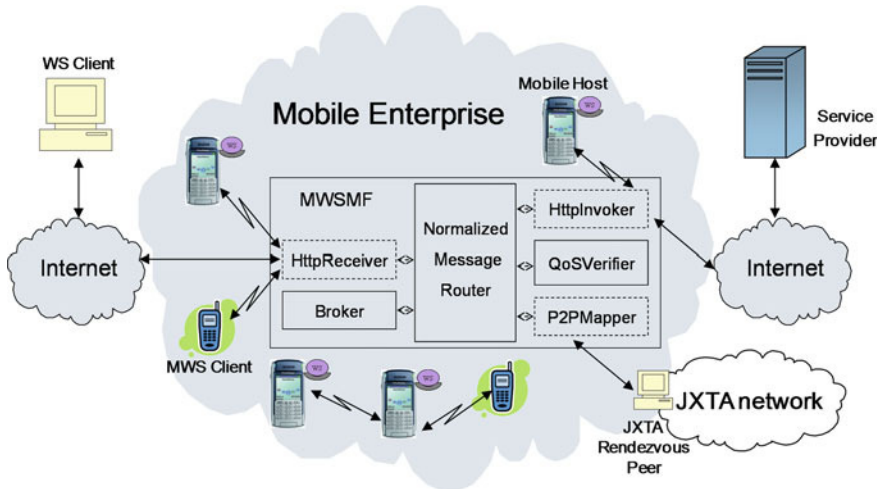 WS Client
Mobile Enterprise
Mobile Host
Service
Provider
WS
WS
MWSMF
Normalized
Message
Router
HttpReceiver
Broker
HttpInvoker
QoSVerifier
P2PMapper
Internet
Internet
MWS Client
WS
WS
JXTA network
JXTA
Rendezvous
Peer